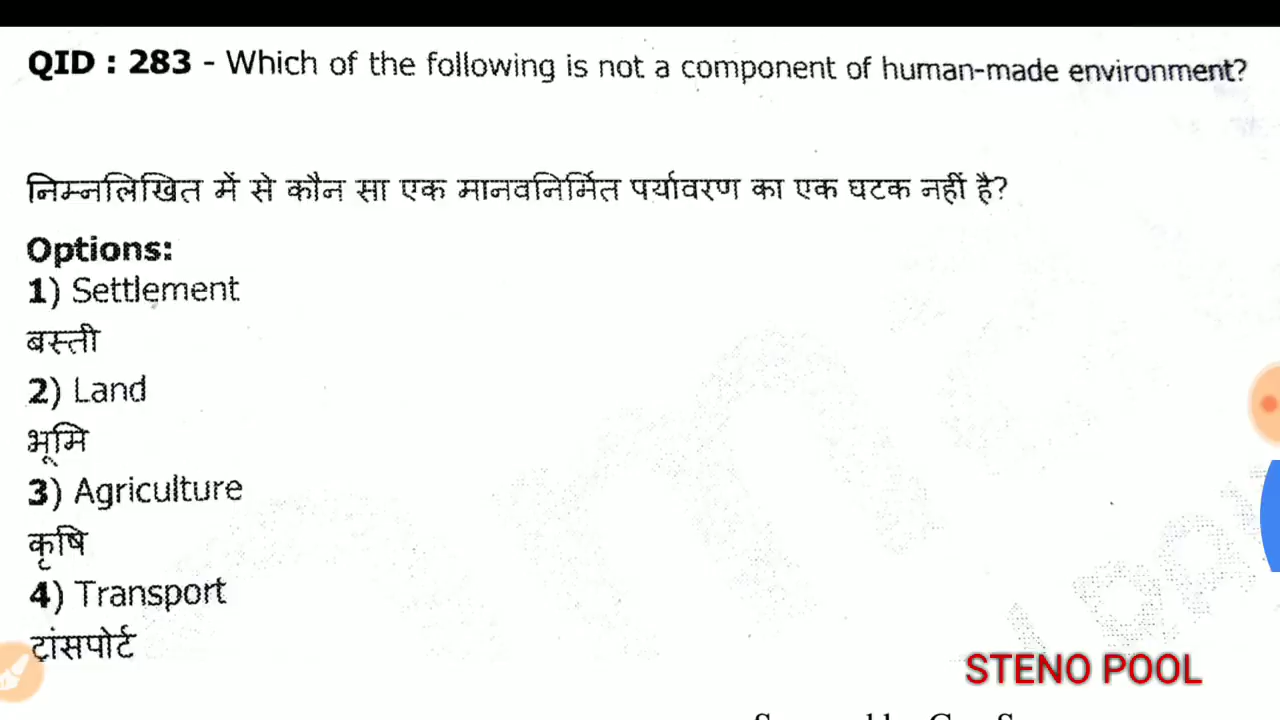 QID : 283 - Which of the following is not a component of human-made environment?
निम्नलिखित में से कौन सा एक मानवनिर्मित पर्यावरण का एक घटक नहीं है?
Options:
1) Settlement
बस्ती
2) Land
भूमि
3) Agriculture
कृषि
4) Transport
ट्रांसपोर्ट
STENO POOL